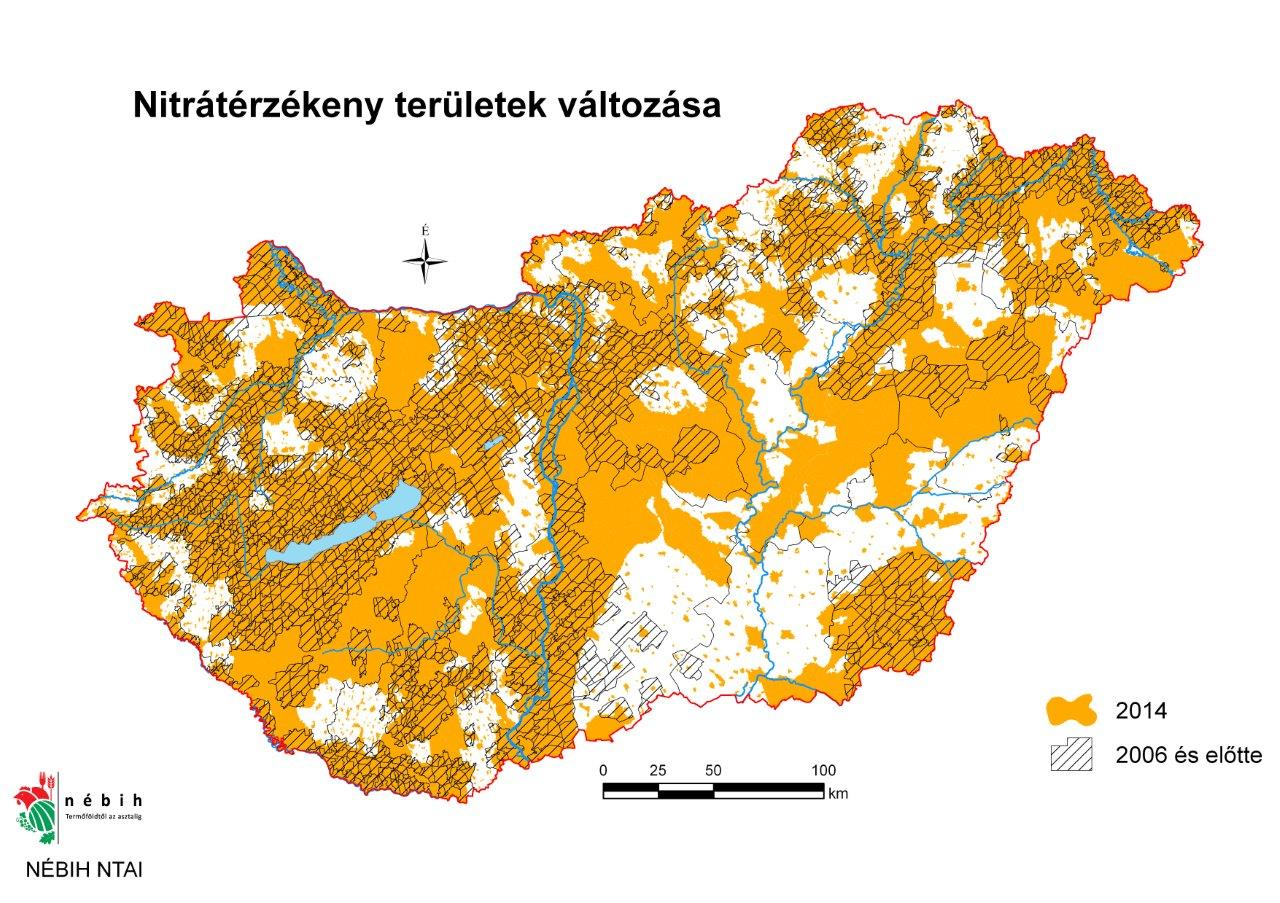 Nitrátérzékeny területek változása
É
2014
2006 és előtte
0 25 50 100
km
nébih
Termőföldtől az asztalig
NÉBIH NTAI